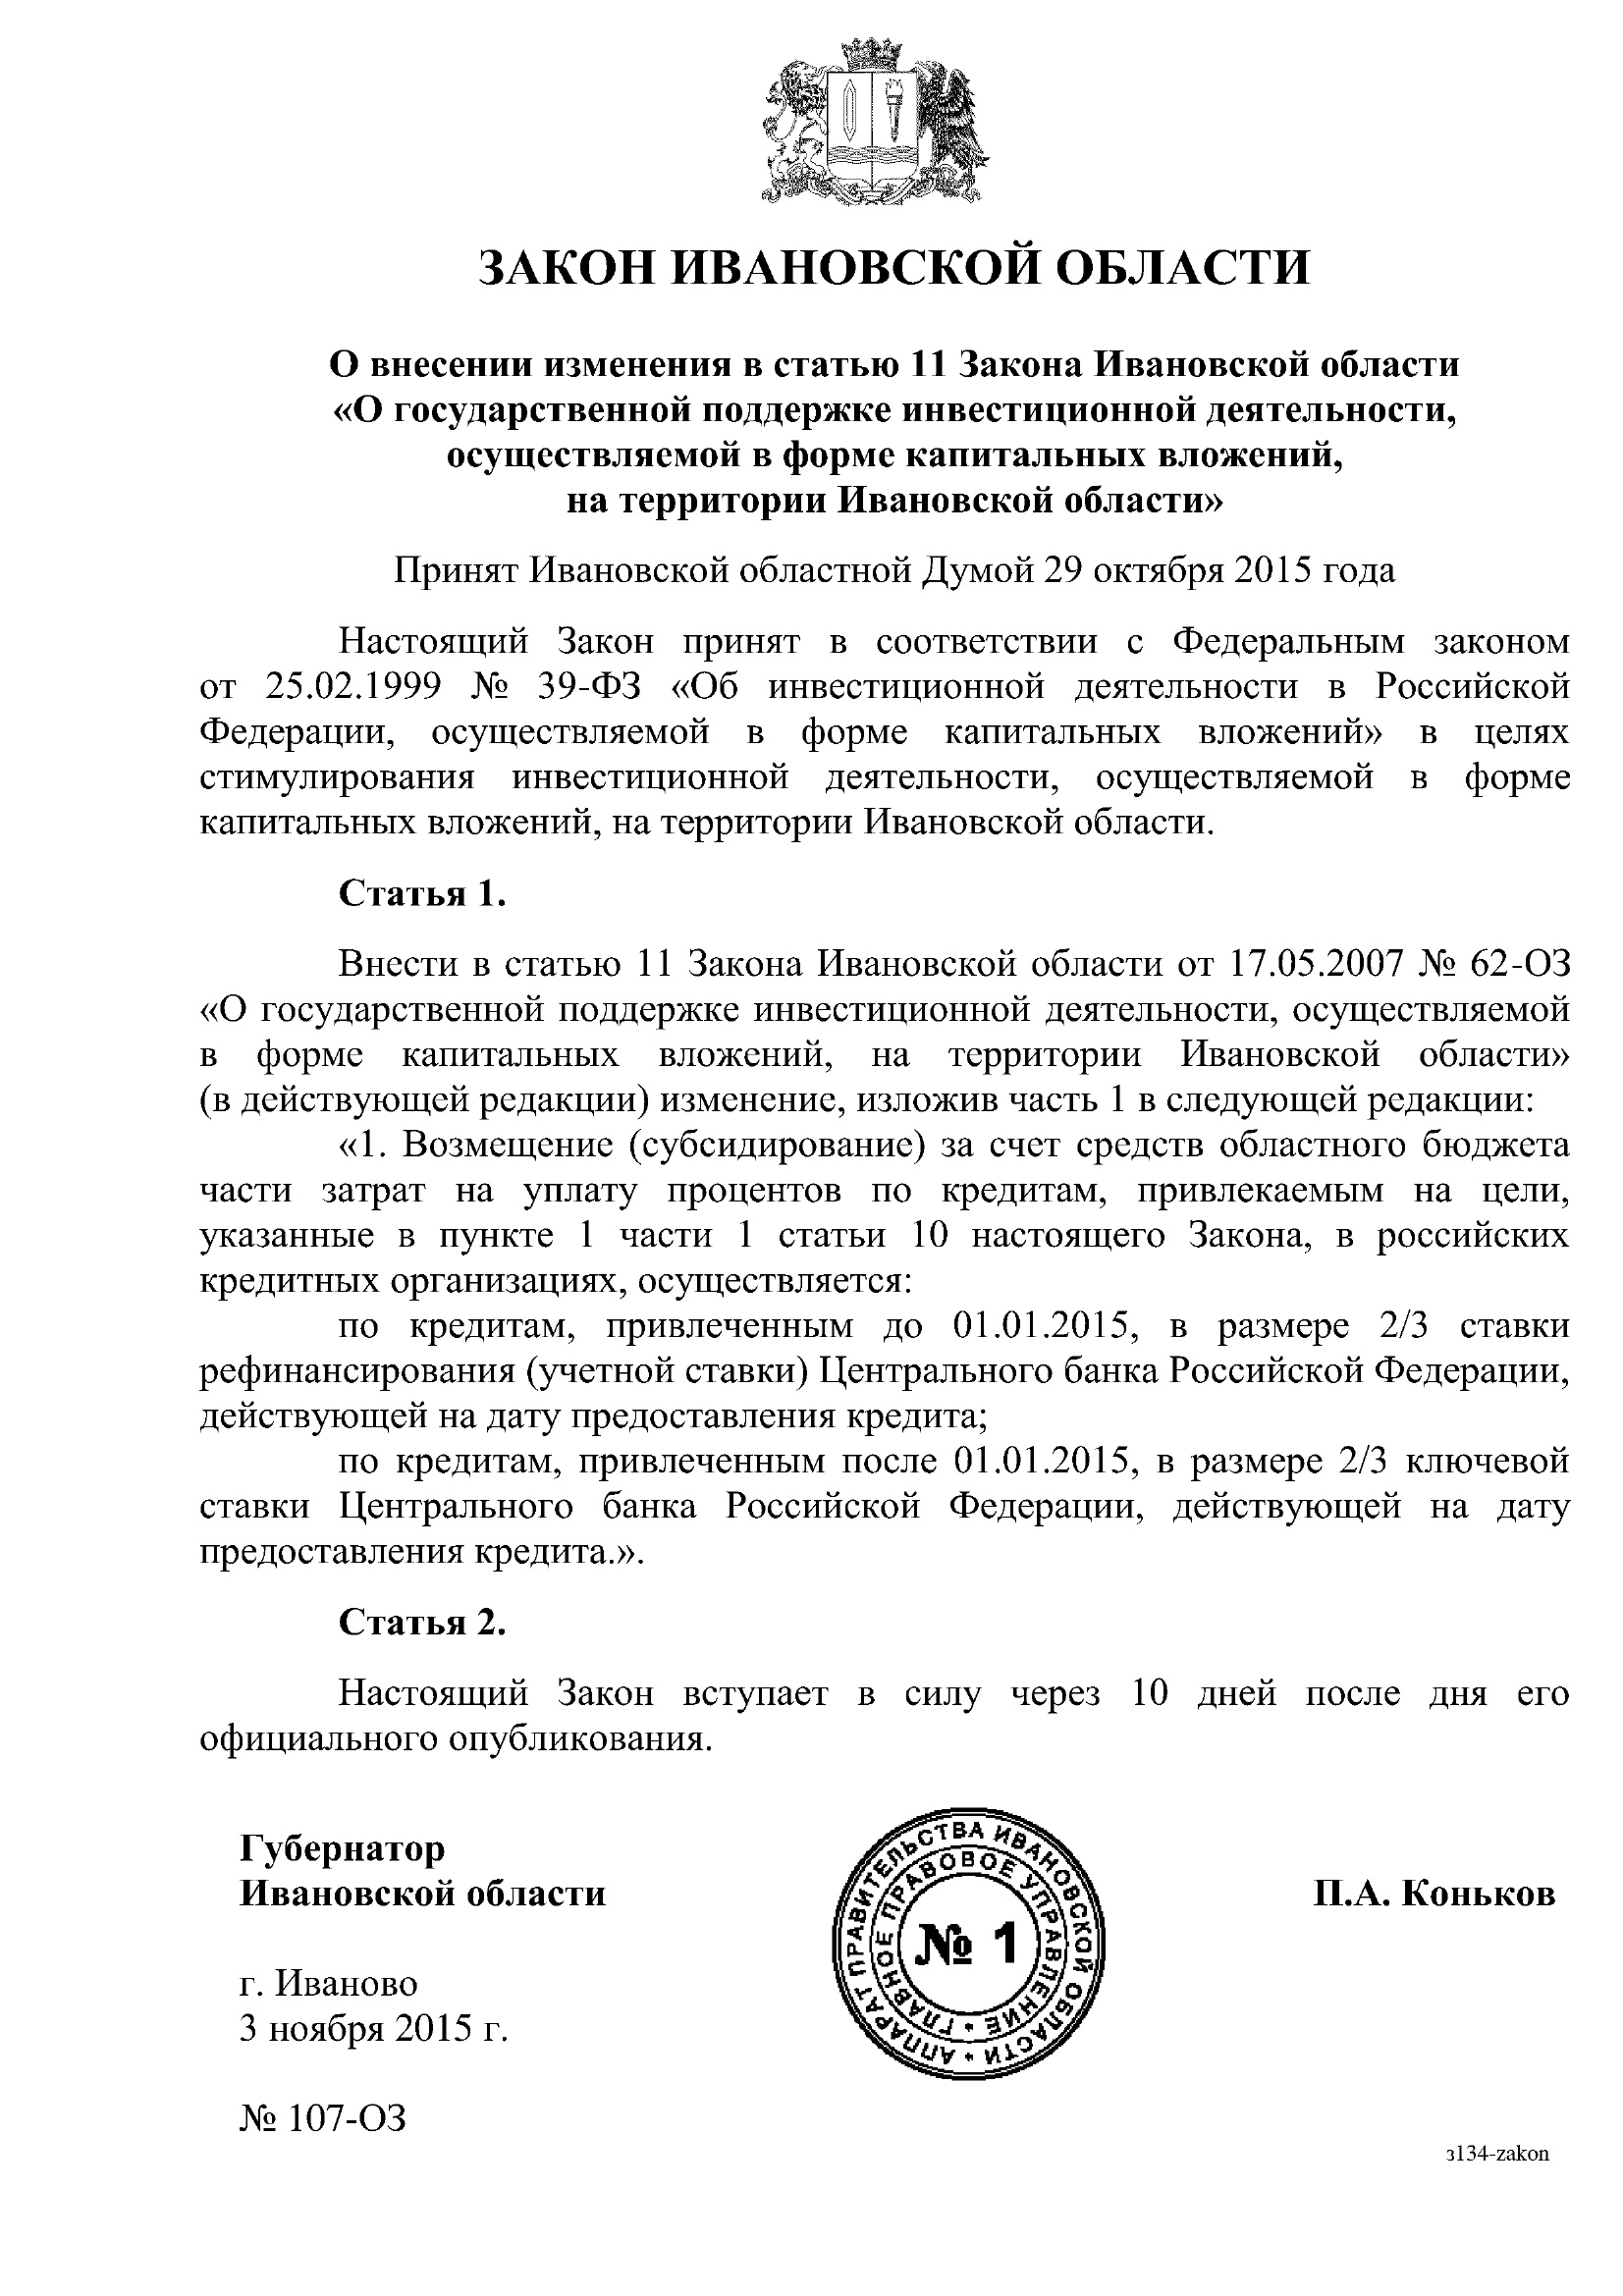 ЗАКОН ИВАНОВСКОЙ ОБЛАСТИ
О внесении изменения в статью 11 Закона Ивановской области
«О государственной поддержке инвестиционной деятельности,
осуществляемой в форме капитальных вложений,
на территории Ивановской области»
Принят Ивановской областной Думой 29 октября 2015 года
Настоящий Закон принят в соответствии с Федеральным законом
от 25.02.1999 № 39-ФЗ «Об инвестиционной деятельности в Российской
Федерации, осуществляемой в форме капитальных вложений» в целях
стимулирования инвестиционной деятельности, осуществляемой в форме
капитальных вложений, на территории Ивановской области.
Статья 1.
Внести в статью 11 Закона Ивановской области от 17.05.2007 № 62-ОЗ
«О государственной поддержке инвестиционной деятельности, осуществляемой
в форме капитальных вложений, на территории Ивановской области»
(в действующей редакции) изменение, изложив часть 1 в следующей редакции:
«1. Возмещение (субсидирование) за счет средств областного бюджета
части затрат на уплату процентов по кредитам, привлекаемым на цели,
указанные в пункте 1 части 1 статьи 10 настоящего Закона, в российских
кредитных организациях, осуществляется:
по кредитам, привлеченным до 01.01.2015, в размере 2/3 ставки
рефинансирования (учетной ставки) Центрального банка Российской Федерации,
действующей на дату предоставления кредита;
по кредитам, привлеченным после 01.01.2015, в размере 2/3 ключевой
ставки Центрального банка Российской Федерации, действующей на дату
предоставления кредита.».
Статья 2.
Настоящий Закон вступает в силу через 10 дней после дня его
официального опубликования.
Губернатор
Ивановской области
П.А. Коньков
АППАРАТ ПРАВИТЕЛЬСТВА ИВАНОВСКОЙ ОБЛАСТИ
ГЛАВНОЕ ПРАВОВОЕ УПРАВЛЕНИЕ
№ 1
г. Иваново
3 ноября 2015 г.
№ 107-ОЗ
з134-zakon